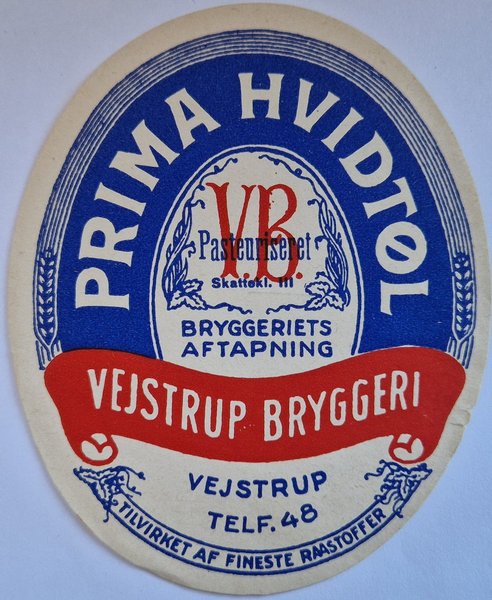 PRIMA HVIDTØL
V.B.
Pasteuriseret
Skattekl. III
BRYGGERIETS
AFTAPNING
VEJSTRUP BRYGGERI
VEJSTRUP
TELF. 48
TILVIRKET AF FINESTE RAASTOFFER